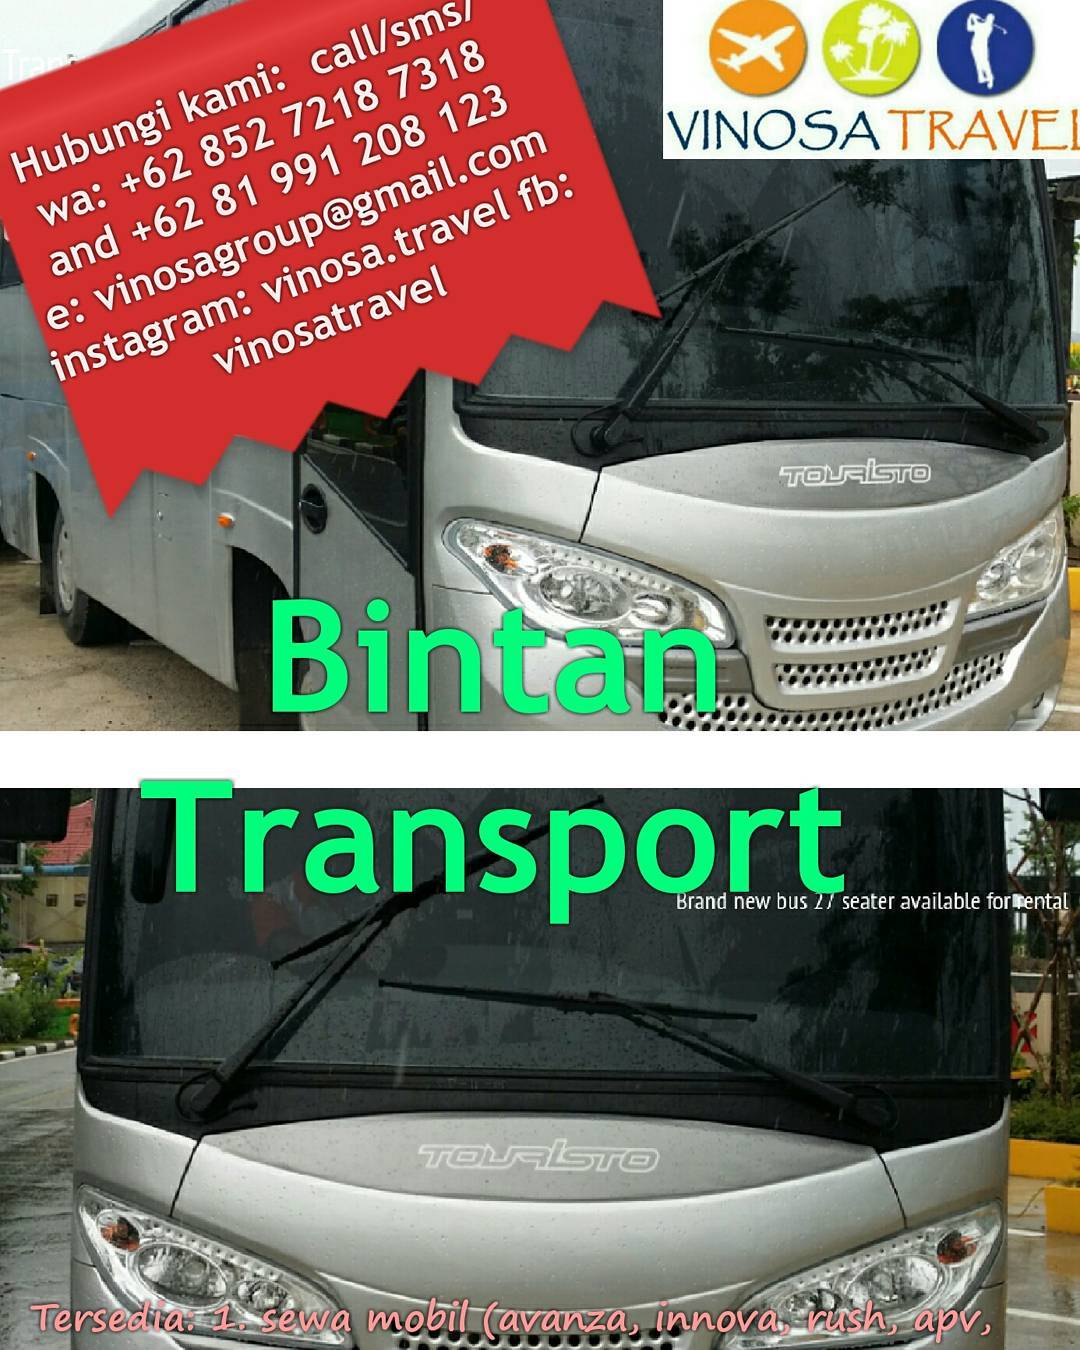 Hubungi kami: call/sms/
wa: +62 852 7218 7318
and +62 81 991 208 123
e: vinosagroup@gmail.com
instagram: vinosa.travel fb:
vinosatravel
VINOSA TRAVEL
TOURISTO
Bintan
Transport
Brand new bus 27 seater available for rental
TOURISTO
Tersedia: 1. sewa mobil (avanza, innova, rush, apv,